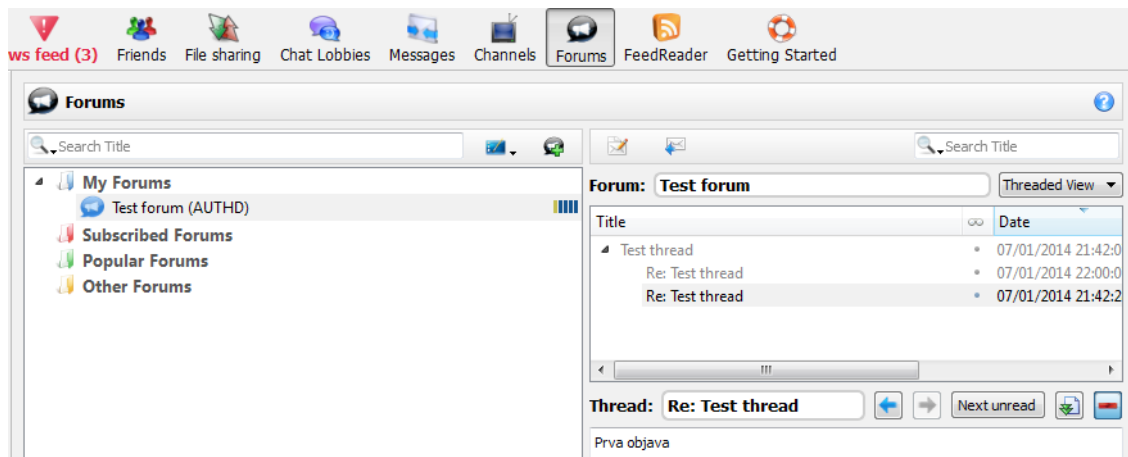 ws feed (3) Friends File sharing Chat Lobbies Messages Channels Forums FeedReader Getting Started
Forums
Search Title
Search Title
My Forums
Test forum (AUTHD)
Subscribed Forums
Popular Forums
Other Forums
Forum: Test forum Threaded View
Title Date
Test thread 07/01/2014 21:42:0
Re: Test thread 07/01/2014 22:00:0
Re: Test thread 07/01/2014 21:42:2
Thread: Re: Test thread Next unread
Prva objava